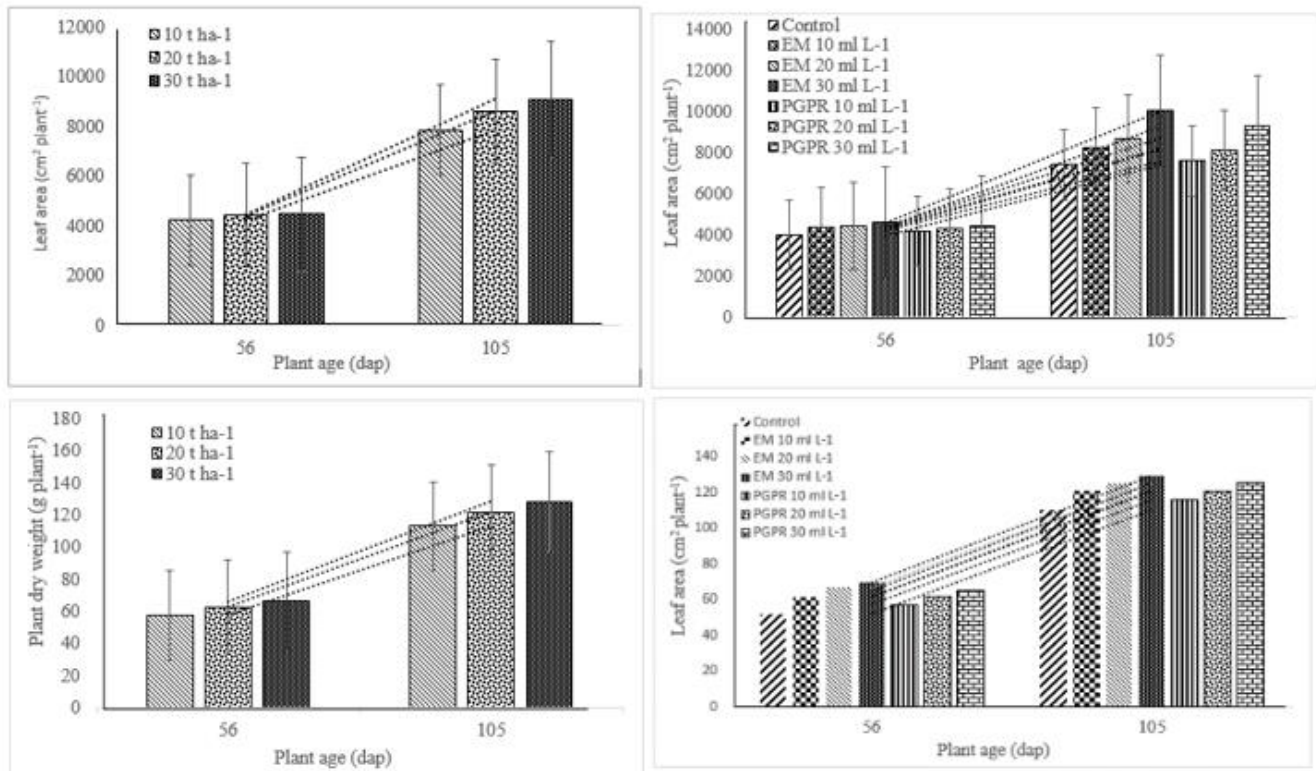 12000
10000
8000
6000
4000
2000
0
Leaf area (cm² plant⁻¹)
10 t ha-1
20 t ha-1
30 t ha-1
56
105
Plant age (dap)
14000
12000
10000
8000
6000
4000
2000
0
Leaf area (cm² plant⁻¹)
Control
EM 10 ml L-1
EM 20 ml L-1
EM 30 ml L-1
PGPR 10 ml L-1
PGPR 20 ml L-1
PGPR 30 ml L-1
56
105
Plant age (dap)
180
160
140
120
100
80
60
40
20
0
Plant dry weight (g plant⁻¹)
10 t ha-1
20 t ha-1
30 t ha-1
56
105
Plant age (dap)
140
120
100
80
60
40
20
0
Leaf area (cm² plant⁻¹)
Control
EM 10 ml L-1
EM 20 ml L-1
EM 30 ml L-1
PGPR 10 ml L-1
PGPR 20 ml L-1
PGPR 30 ml L-1
56
105
Plant age (dap)